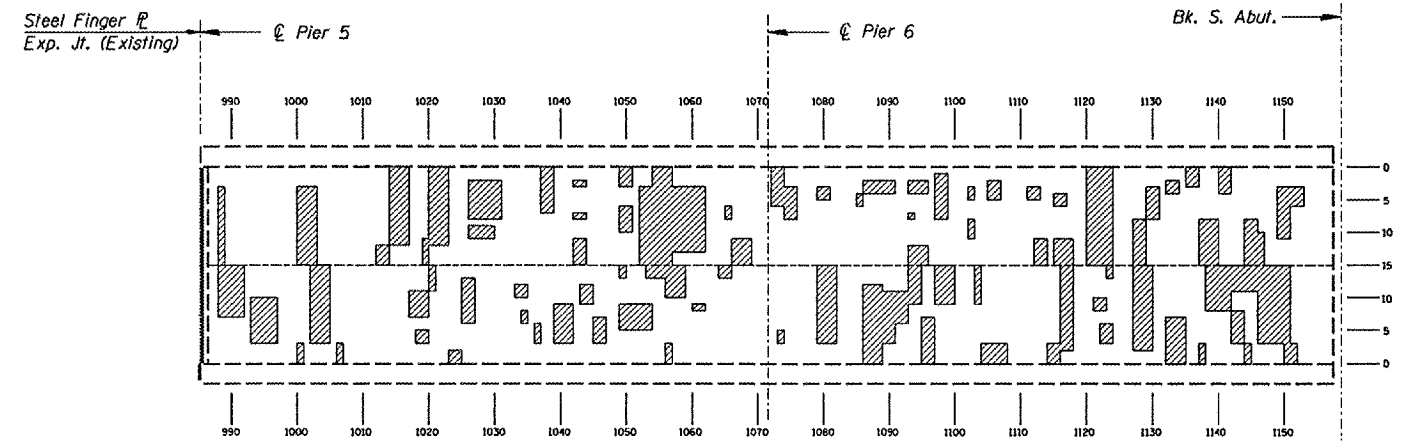 Steel Finger ⅊
Exp. Jt. (Existing)
℄ Pier 5
℄ Pier 6
Bk. S. Abut.
990 1000 1010 1020 1030 1040 1050 1060 1070 1080 1090 1100 1110 1120 1130 1140 1150
0
5
10
15
10
5
0
990 1000 1010 1020 1030 1040 1050 1060 1070 1080 1090 1100 1110 1120 1130 1140 1150